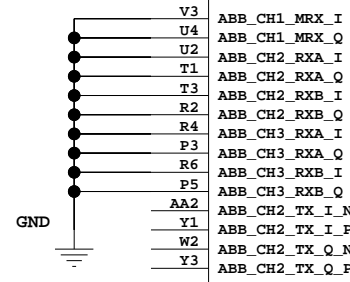 V3 ABB_CH1_MRX_I
U4 ABB_CH1_MRX_Q
U2 ABB_CH2_RXA_I
T1 ABB_CH2_RXA_Q
T3 ABB_CH2_RXB_I
R2 ABB_CH2_RXB_Q
R4 ABB_CH3_RXA_I
P3 ABB_CH3_RXA_Q
R6 ABB_CH3_RXB_I
P5 ABB_CH3_RXB_Q
AA2 ABB_CH2_TX_I_N
GND
Y1 ABB_CH2_TX_I_P
W2 ABB_CH2_TX_Q_N
Y3 ABB_CH2_TX_Q_P